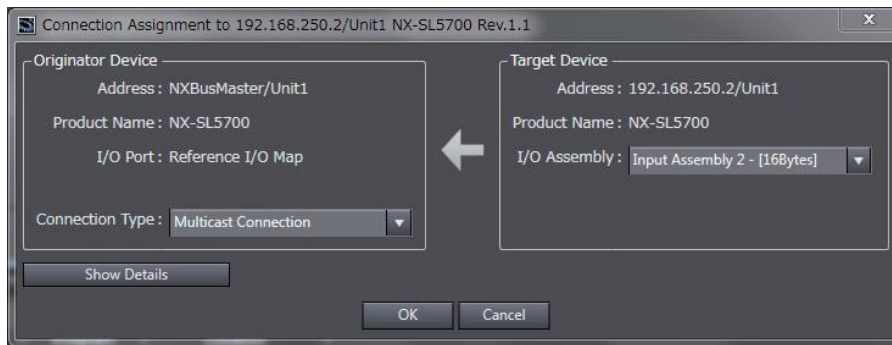 Connection Assignment to 192.168.250.2/Unit1 NX-SL5700 Rev.1.1
x
Originator Device
Address : NXBusMaster/Unit1
Product Name : NX-SL5700
I/O Port : Reference I/O Map
Connection Type : Multicast Connection
Target Device
Address : 192.168.250.2/Unit1
Product Name : NX-SL5700
I/O Assembly : Input Assembly 2 - [16Bytes]
Show Details
OK
Cancel